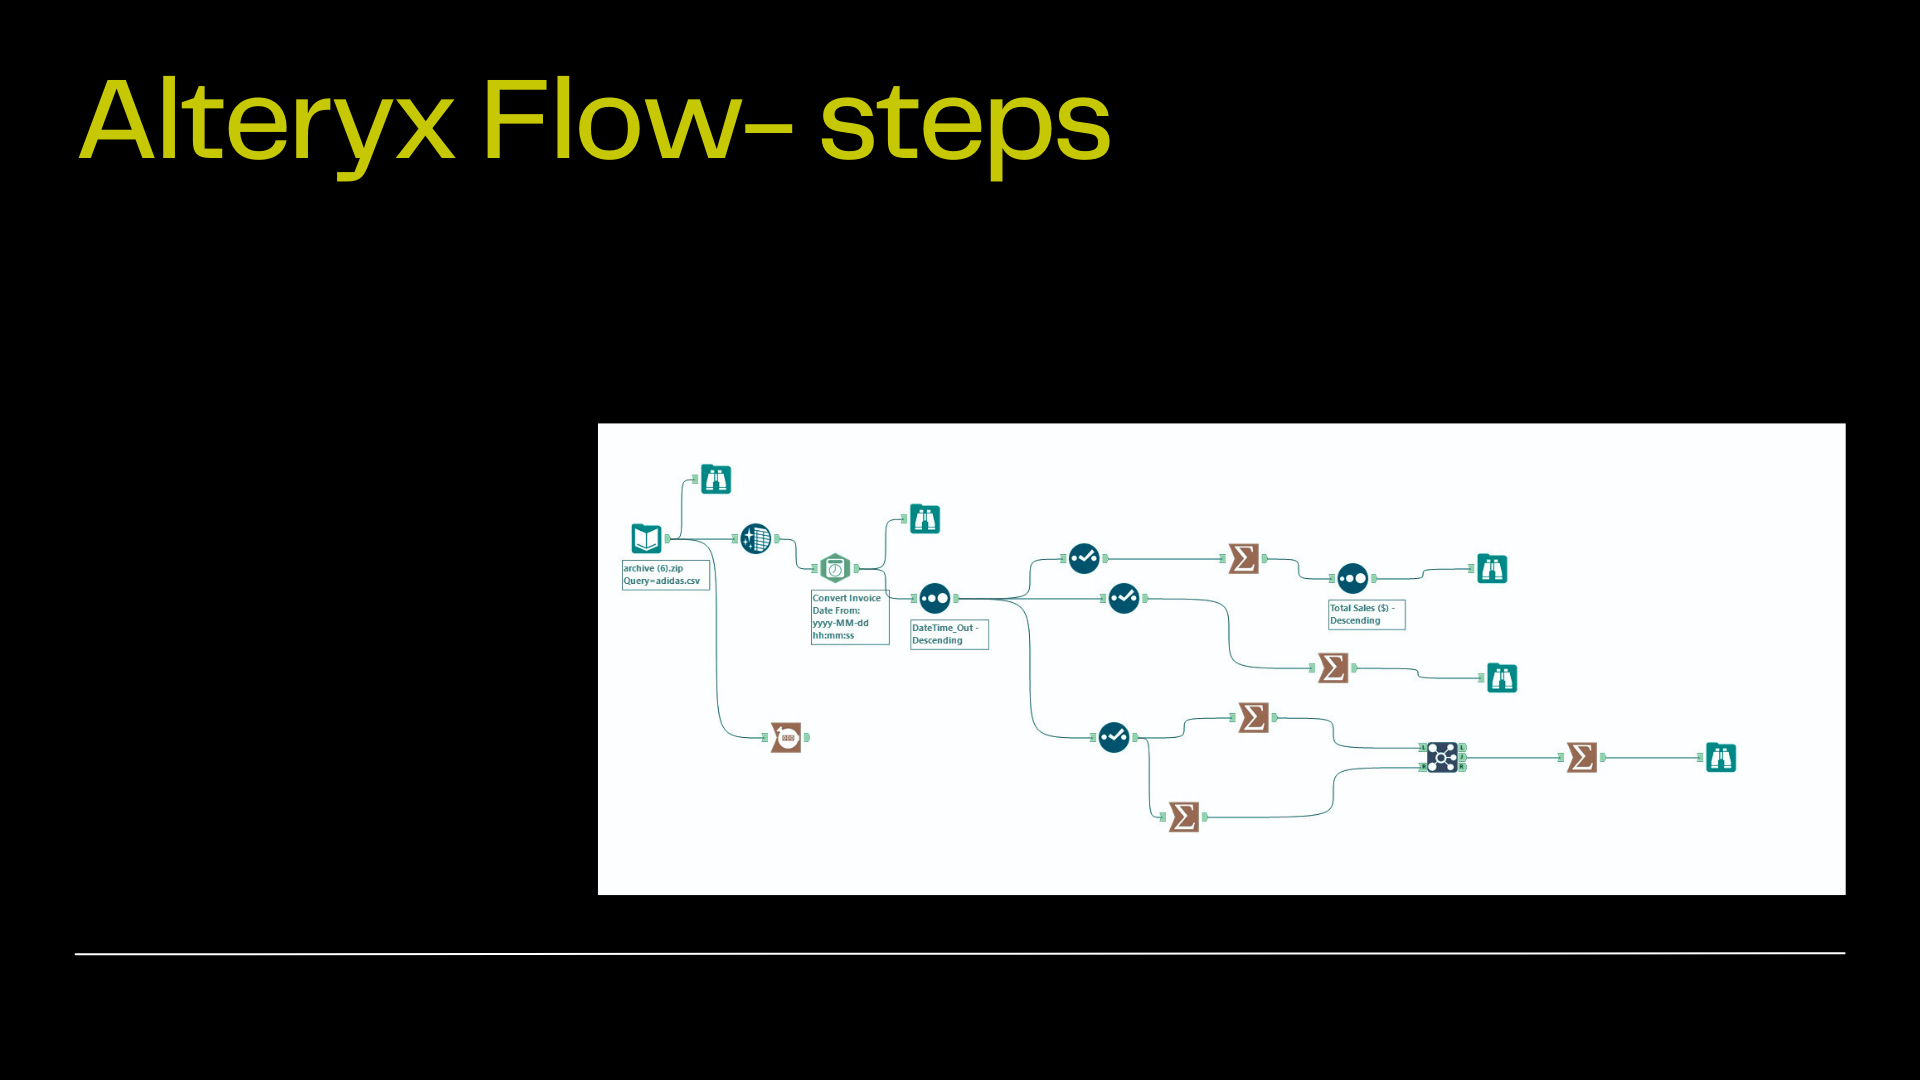 Alteryx Flow– steps
archive (6).zip
Query=adidas.csv
Convert Invoice
Date From:
yyyy-MM-dd
hh:mm:ss
DateTime_Out -
Descending
Total Sales ($) -
Descending
L
R
L
J
R